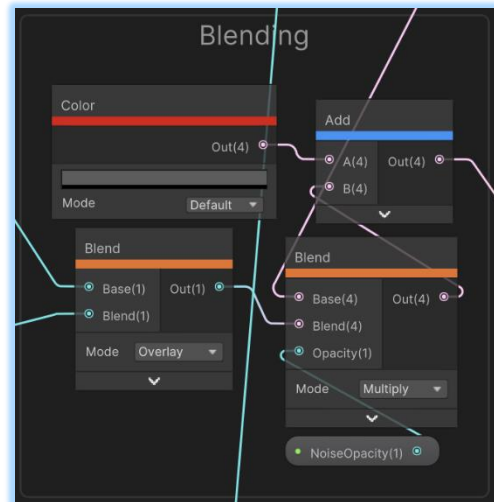 Blending
Color
Out(4)
Mode Default
Add
A(4) Out(4)
B(4)
Blend
Base(1) Out(1)
Blend(1)
Mode Overlay
Blend
Base(4) Out(4)
Blend(4)
Opacity(1)
Mode Multiply
NoiseOpacity(1)